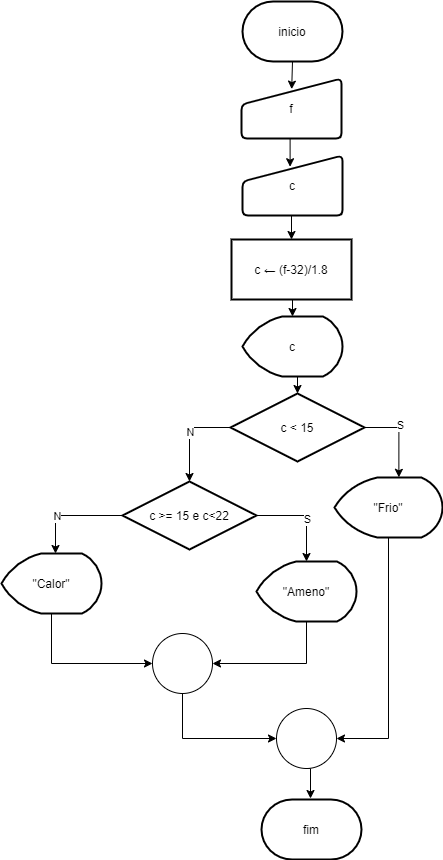 inicio
f
c
c ← (f-32)/1.8
c
c < 15
N
S
c >= 15 e c<22
"Frio"
N
S
"Calor"
"Ameno"
fim